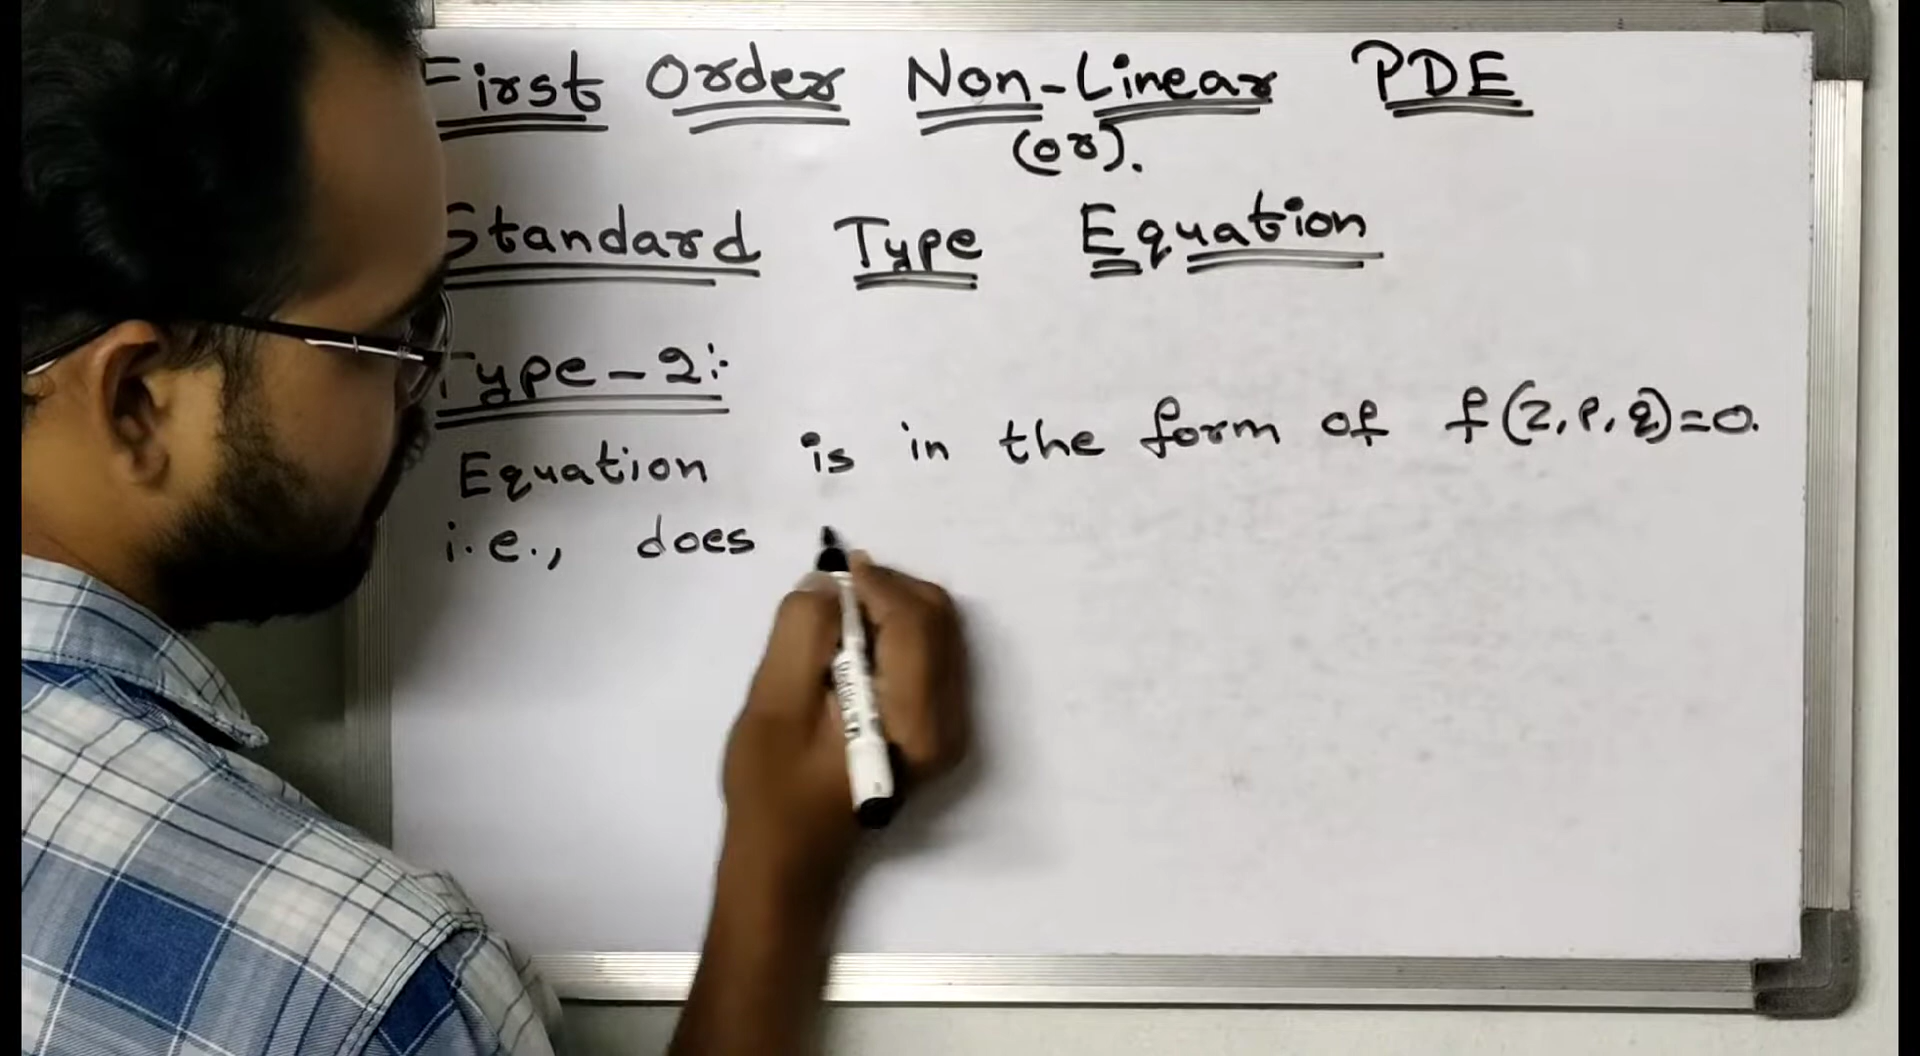 First Order Non-Linear PDE
(or).
Standard Type Equation
Type-2:-
Equation is in the form of f(z,p,q)=0.
i.e., does